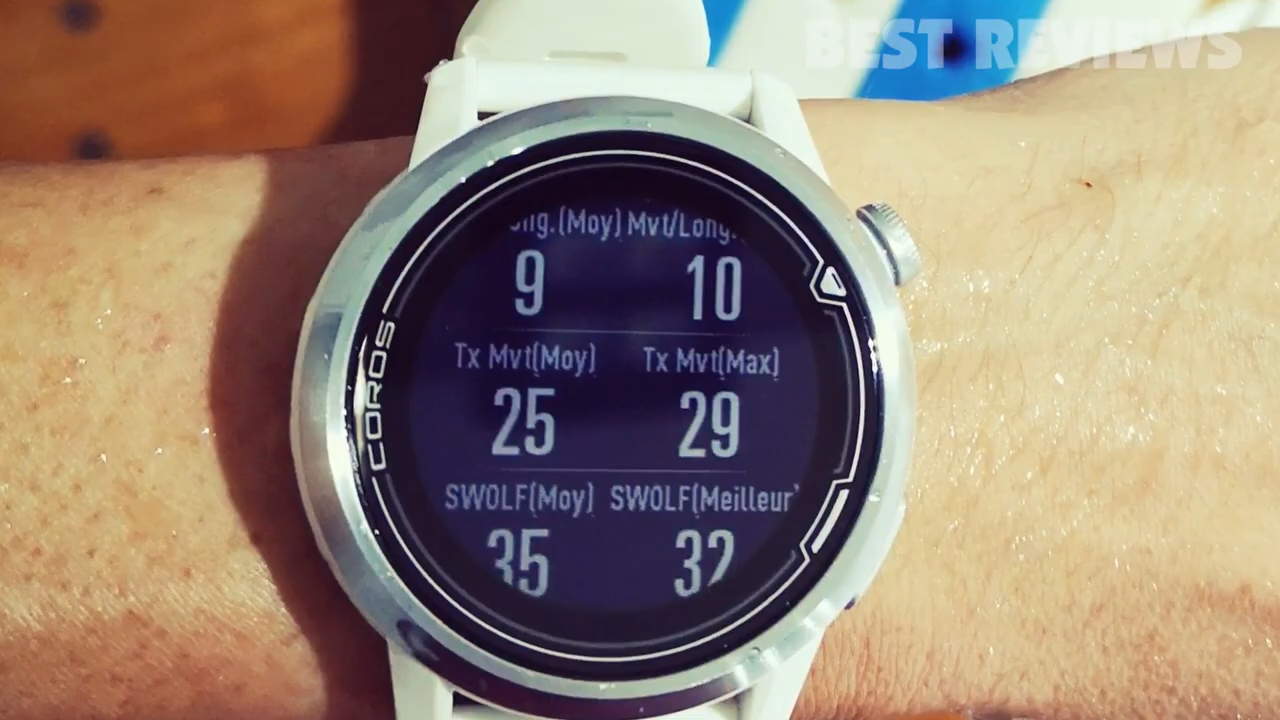 BEST REVIEWS
(Moy) Mvt/Long.
9 10
Tx Mvt(Moy) Tx Mvt(Max)
25 29
SWOLF(Moy) SWOLF(Meilleur)
35 32
COROS